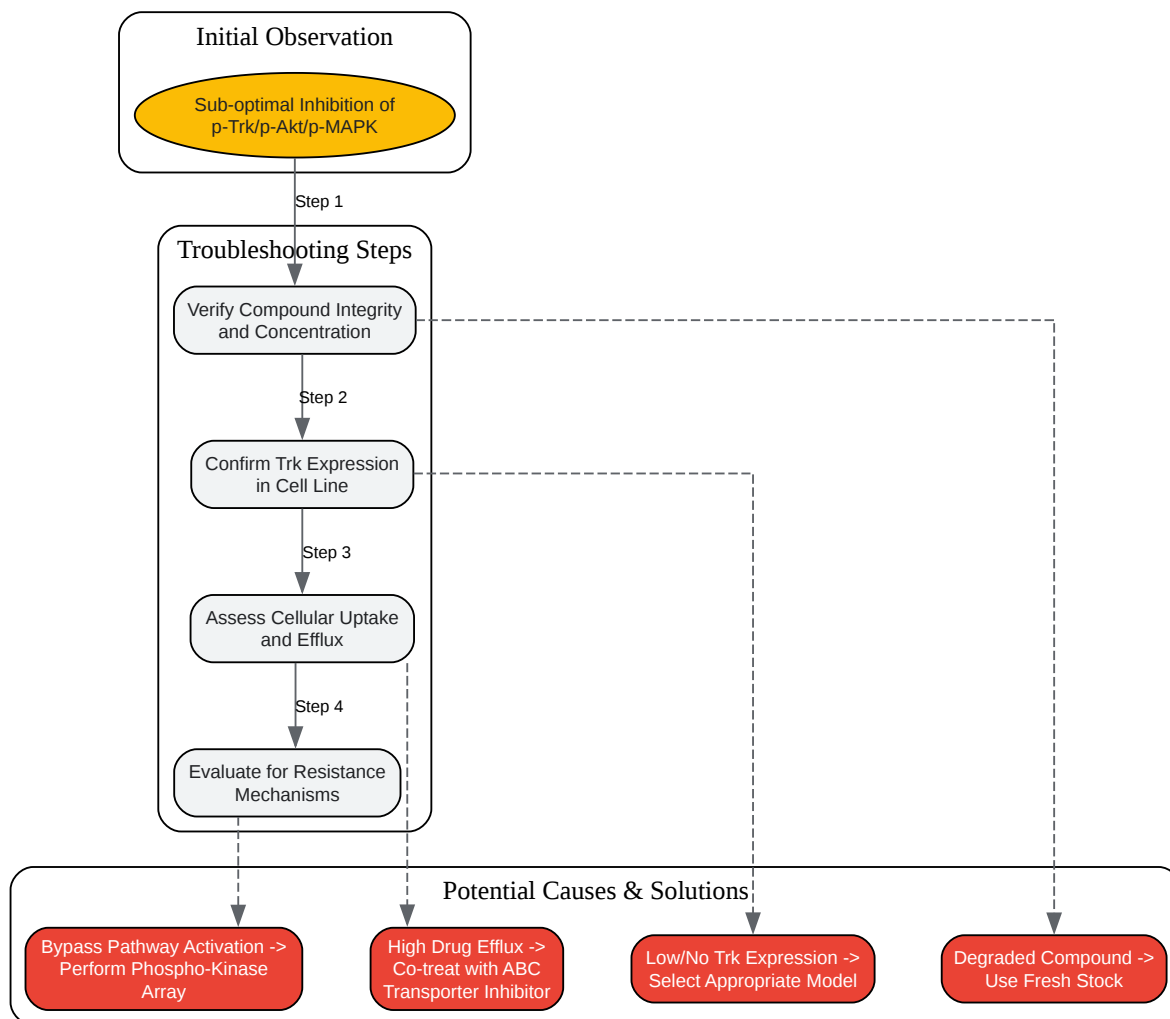 Initial Observation
Sub-optimal Inhibition of
p-Trk/p-Akt/p-MAPK
Step 1
Troubleshooting Steps
Verify Compound Integrity
and Concentration
Step 2
Confirm Trk Expression
in Cell Line
Step 3
Assess Cellular Uptake
and Efflux
Step 4
Evaluate for Resistance
Mechanisms
Potential Causes & Solutions
Bypass Pathway Activation ->
Perform Phospho-Kinase
Array
High Drug Efflux ->
Co-treat with ABC
Transporter Inhibitor
Low/No Trk Expression ->
Select Appropriate Model
Degraded Compound ->
Use Fresh Stock